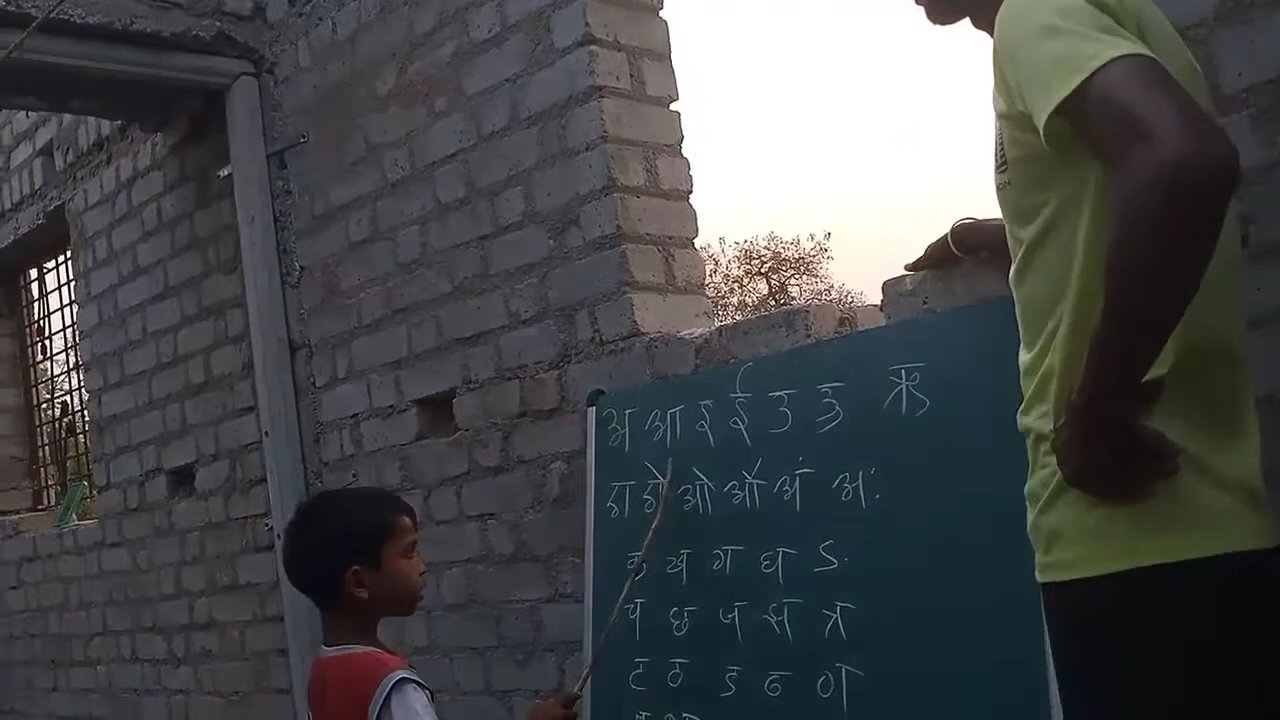 अ आ इ ई उ ऊ ऋ
ए ऐ ओ औ अं अः
क ख ग घ ङ
च छ ज झ ञ
ट ठ ड ढ ण